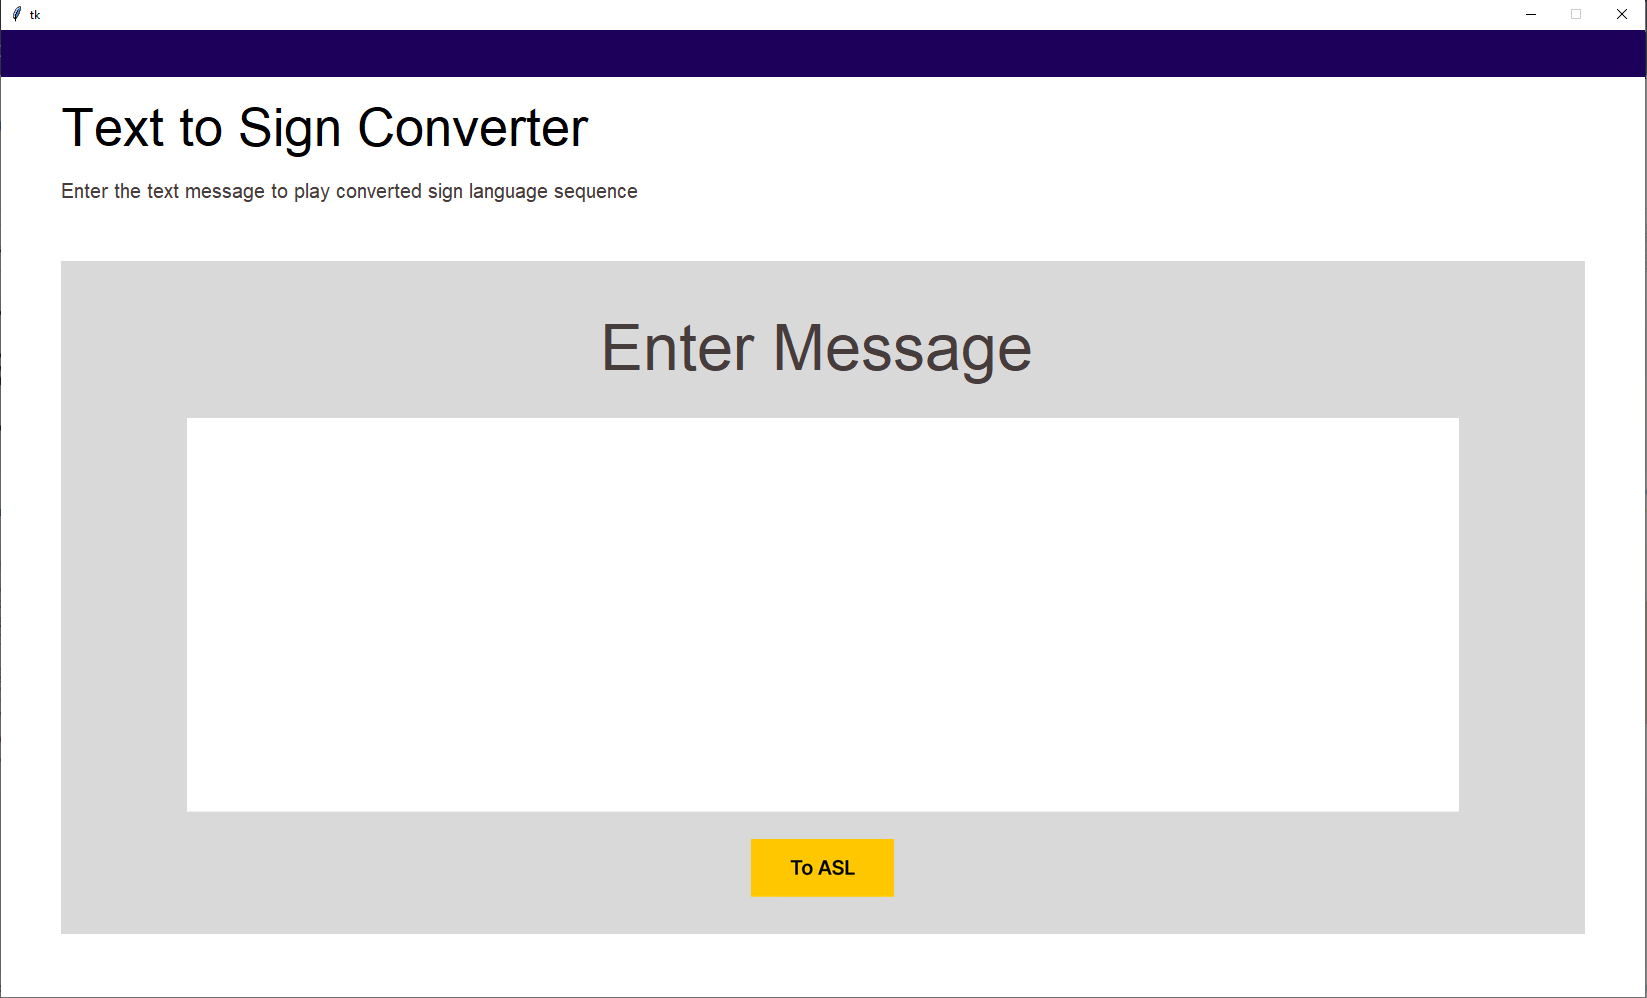 tk
Text to Sign Converter
Enter the text message to play converted sign language sequence
Enter Message
To ASL